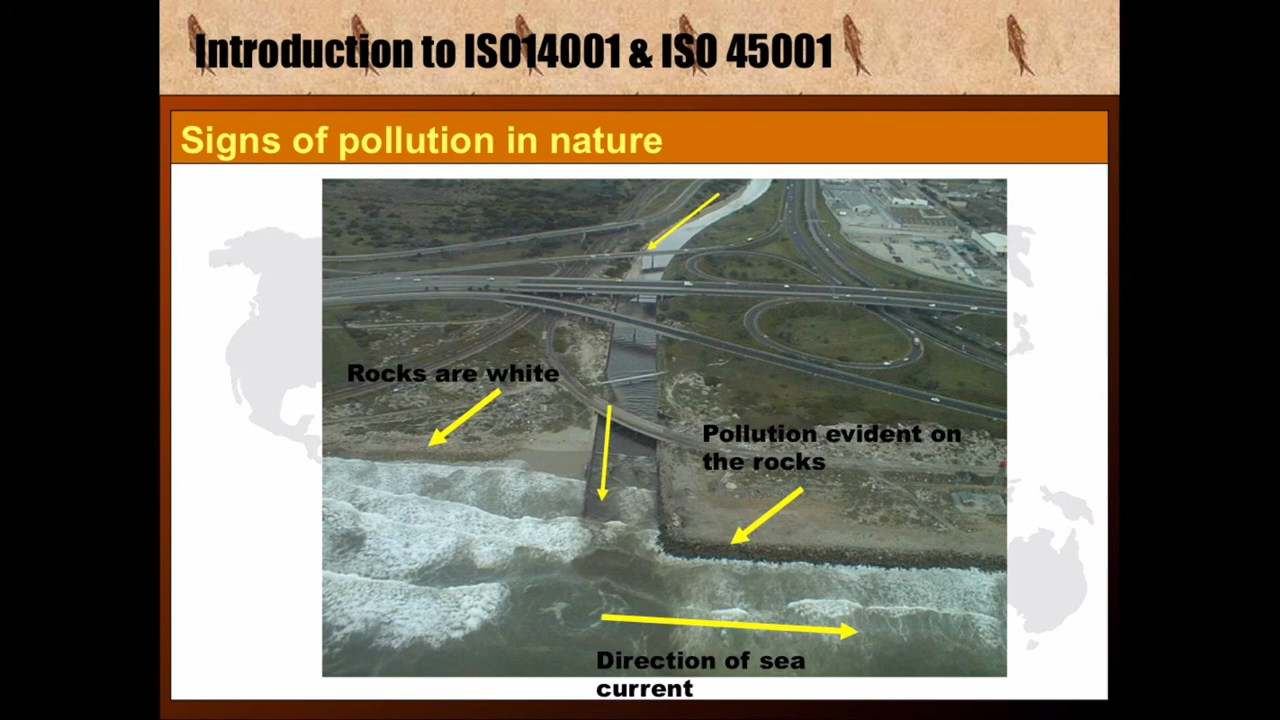 Introduction to ISO14001 & ISO 45001
Signs of pollution in nature
Rocks are white
Pollution evident on
the rocks
Direction of sea
current